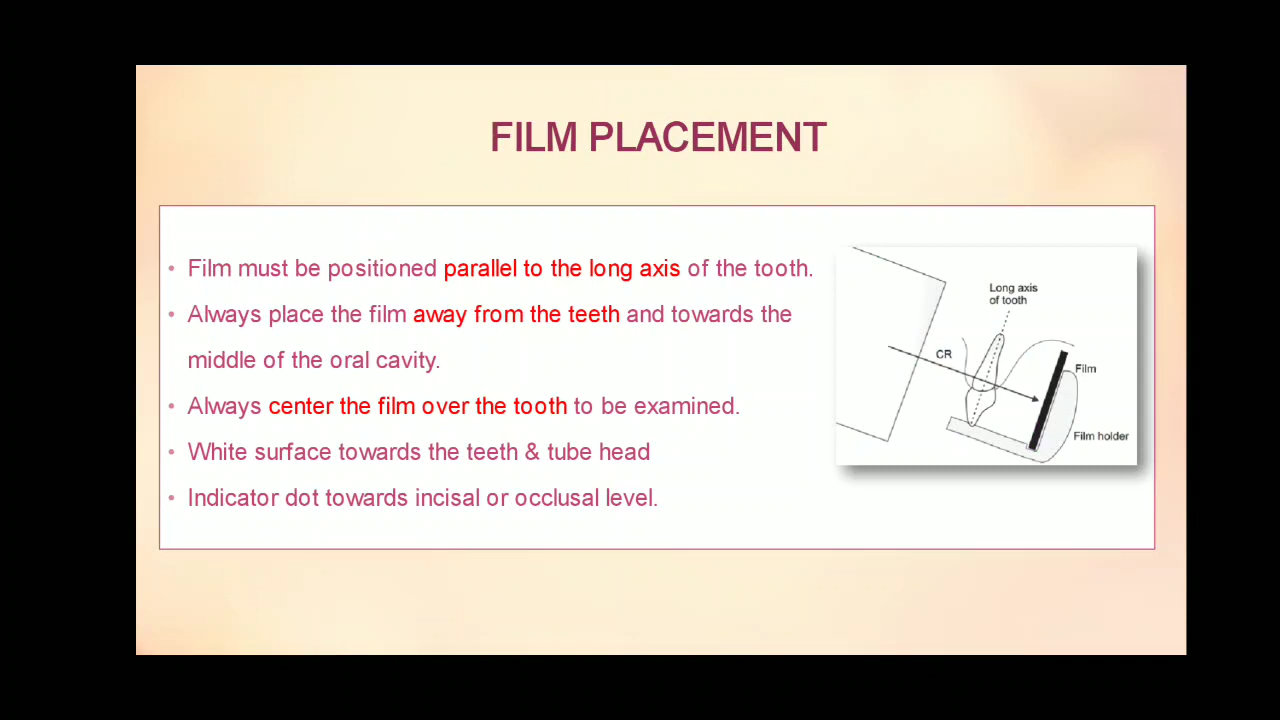 FILM PLACEMENT
• Film must be positioned parallel to the long axis of the tooth.
• Always place the film away from the teeth and towards the
middle of the oral cavity.
• Always center the film over the tooth to be examined.
• White surface towards the teeth & tube head
• Indicator dot towards incisal or occlusal level.
Long axis
of tooth
CR
Film
Film holder